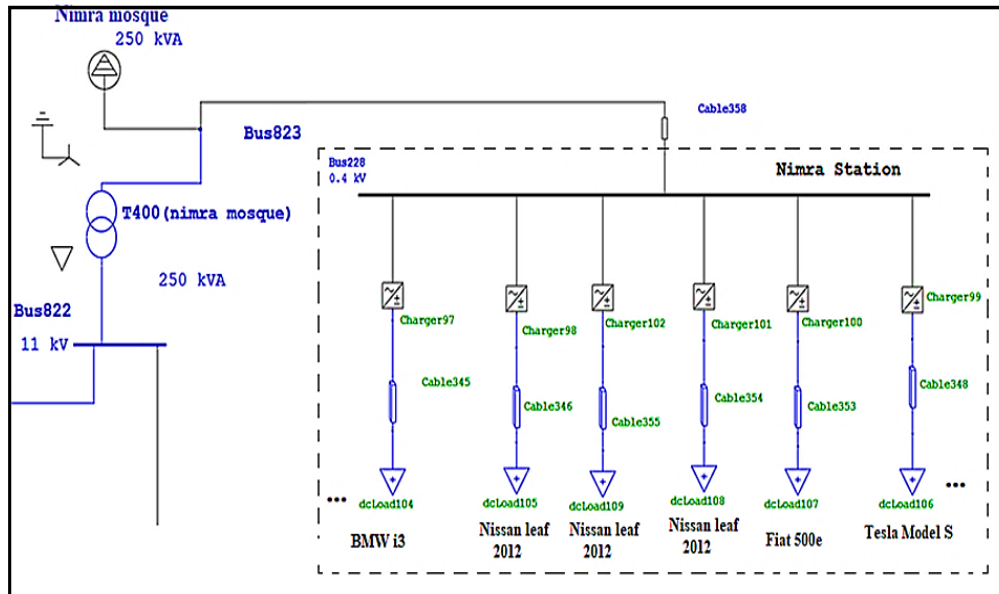 Nimra mosque
250 kVA
Cable358
Bus823
Bus228
0.4 kV
Nimra Station
T400(nimra mosque)
250 kVA
Bus822
11 kV
Charger97
Charger98
Charger102
Charger101
Charger100
Charger99
Cable345
Cable346
Cable355
Cable354
Cable353
Cable348
...
dcLoad104
dcLoad105
dcLoad109
dcLoad108
dcLoad107
dcLoad106
...
BMW i3
Nissan leaf
2012
Nissan leaf
2012
Nissan leaf
2012
Fiat 500e
Tesla Model S